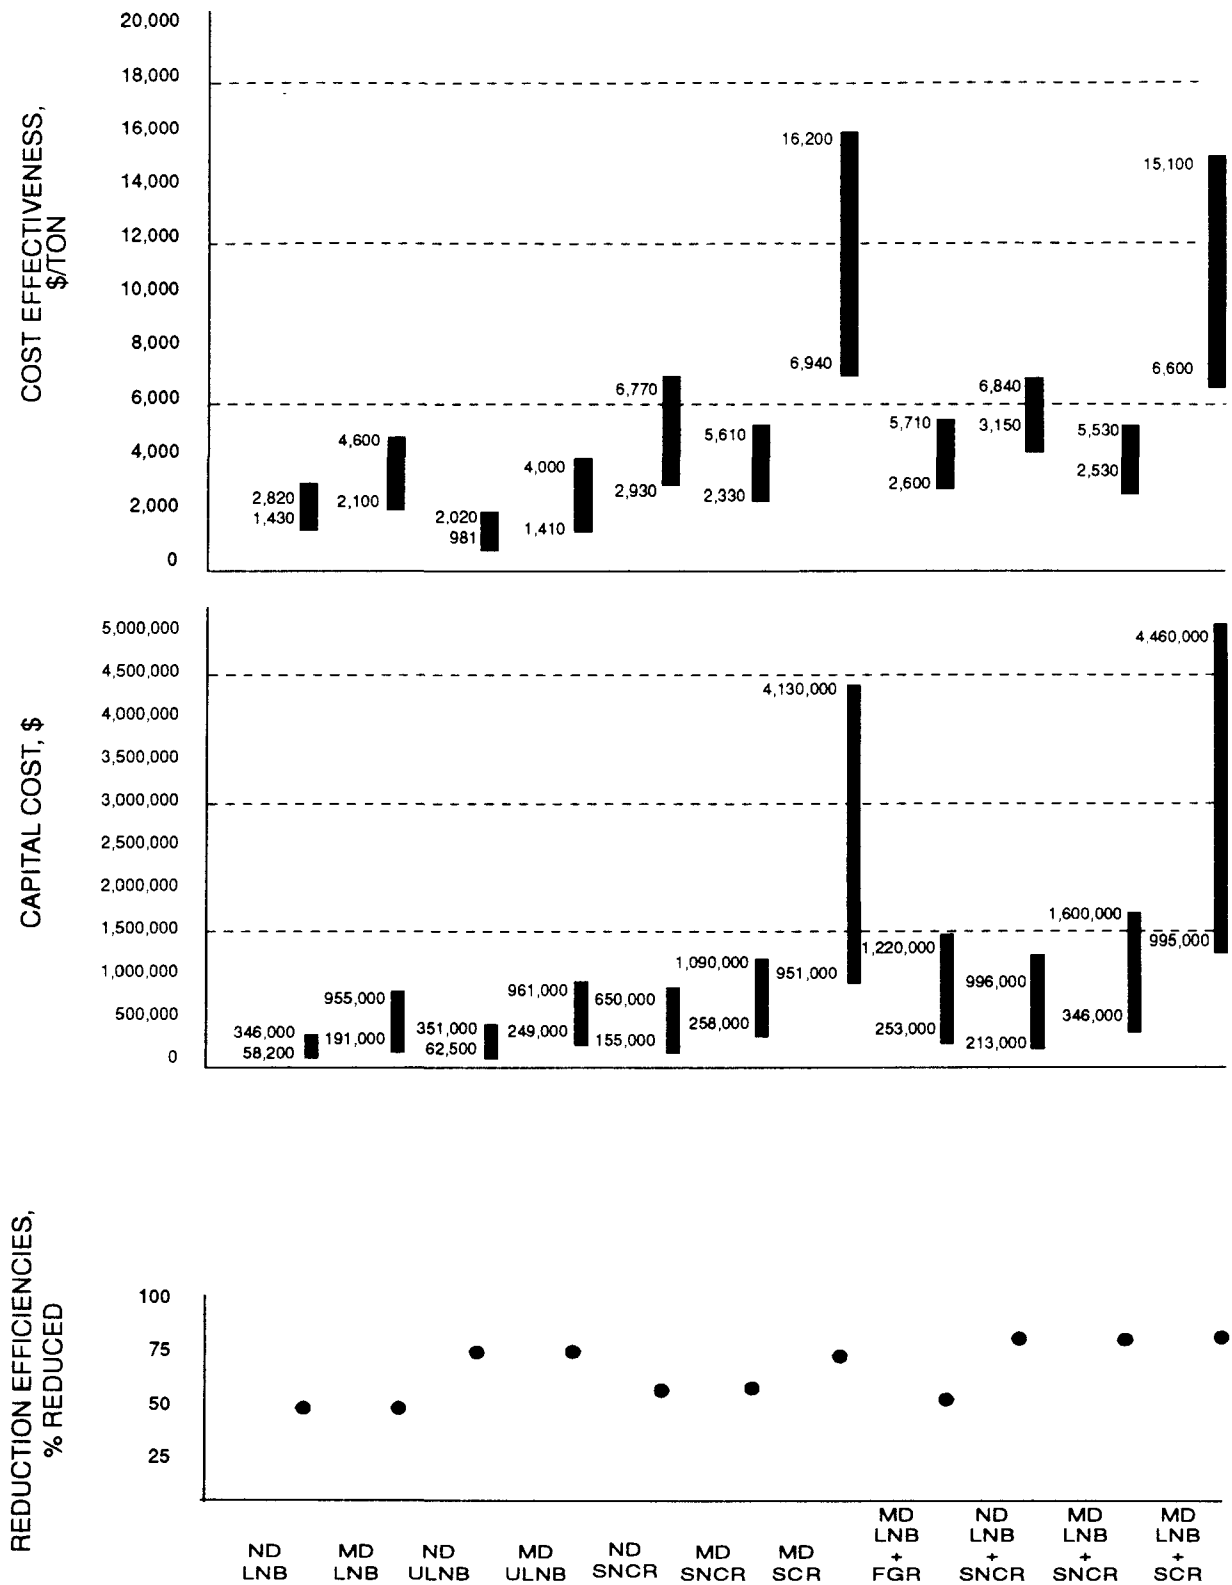 COST EFFECTIVENESS,
$/TON
20,000
18,000
16,000
14,000
12,000
10,000
8,000
6,000
4,000
2,000
0
2,820
1,430
4,600
2,100
2,020
981
4,000
1,410
6,770
2,930
5,610
2,330
16,200
6,940
5,710
2,600
6,840
3,150
5,530
2,530
15,100
6,600
CAPITAL COST, $
5,000,000
4,500,000
4,000,000
3,500,000
3,000,000
2,500,000
2,000,000
1,500,000
1,000,000
500,000
0
346,000
58,200
955,000
191,000
351,000
62,500
961,000
249,000
650,000
155,000
1,090,000
258,000
4,130,000
951,000
1,220,000
253,000
996,000
213,000
1,600,000
346,000
4,460,000
995,000
REDUCTION EFFICIENCIES,
% REDUCED
100
75
50
25
ND
LNB
MD
LNB
ND
ULNB
MD
ULNB
ND
SNCR
MD
SNCR
MD
SCR
MD
LNB
+
FGR
ND
LNB
+
SNCR
MD
LNB
+
SNCR
MD
LNB
+
SCR